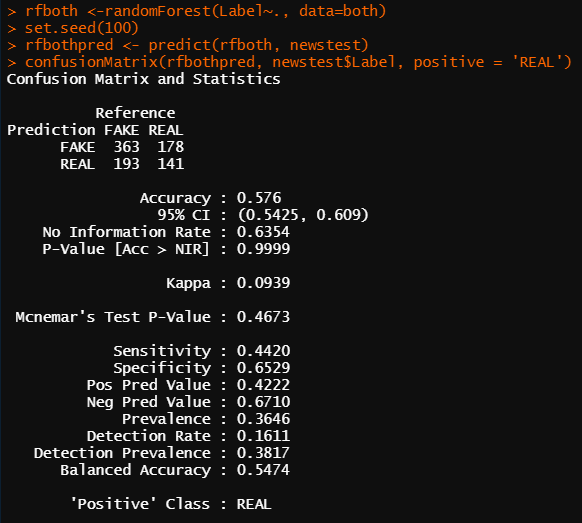 > rfboth <-randomForest(Label~., data=both)
> set.seed(100)
> rfbothpred <- predict(rfboth, newstest)
> confusionMatrix(rfbothpred, newstest$Label, positive = 'REAL')
Confusion Matrix and Statistics
Reference
Prediction FAKE REAL
FAKE 363 178
REAL 193 141
Accuracy : 0.576
95% CI : (0.5425, 0.609)
No Information Rate : 0.6354
P-Value [Acc > NIR] : 0.9999
Kappa : 0.0939
Mcnemar's Test P-Value : 0.4673
Sensitivity : 0.4420
Specificity : 0.6529
Pos Pred Value : 0.4222
Neg Pred Value : 0.6710
Prevalence : 0.3646
Detection Rate : 0.1611
Detection Prevalence : 0.3817
Balanced Accuracy : 0.5474
'Positive' Class : REAL